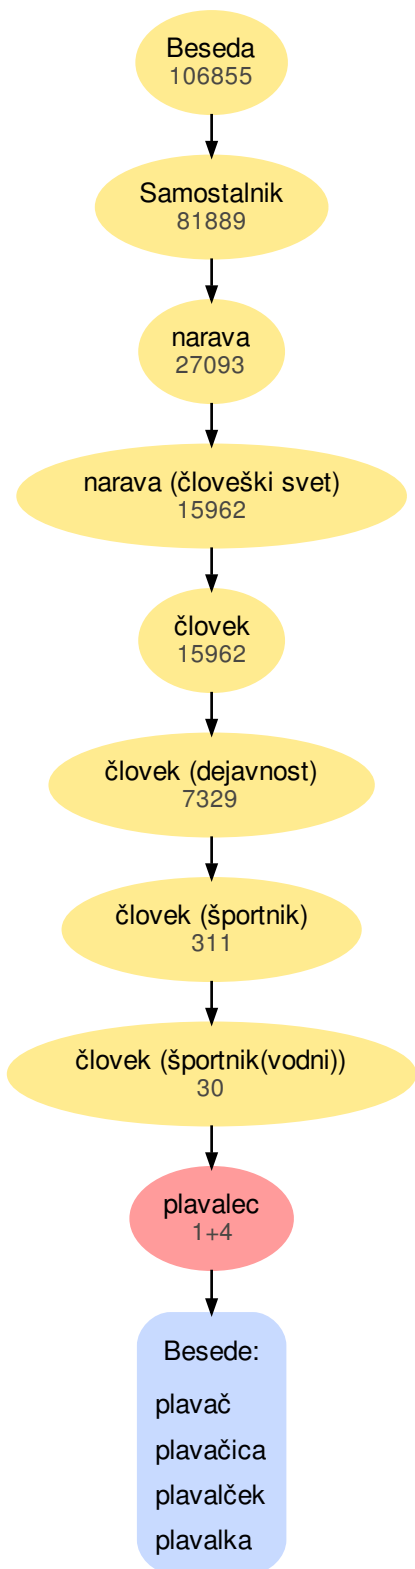 Beseda
106855
Samostalnik
81889
narava
27093
narava (človeški svet)
15962
človek
15962
človek (dejavnost)
7329
človek (športnik)
311
človek (športnik(vodni))
30
plavalec
1+4
Besede:
plavač
plavačica
plavalček
plavalka